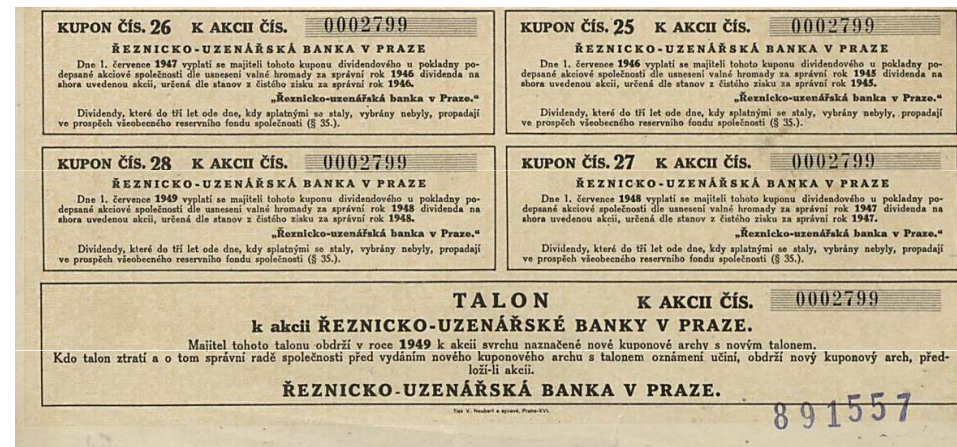 KUPON ČÍS. 26 K AKCII ČÍS. 0002799
ŘEZNICKO-UZENÁŘSKÁ BANKA V PRAZE
Dne 1. července 1947 vyplatí se majiteli tohoto kuponu dividendového u pokladny po-
depsané akciové společnosti dle usnesení valné hromady za správní rok 1946 dividenda na
shora uvedenou akcii, určená dle stanov z čistého zisku za správní rok 1946.
„Řeznicko-uzenářská banka v Praze.“
Dividendy, které do tří let ode dne, kdy splatnými se staly, vybrány nebyly, propadají
ve prospěch všeobecného reservního fondu společnosti (§ 35.).
KUPON ČÍS. 25 K AKCII ČÍS. 0002799
ŘEZNICKO-UZENÁŘSKÁ BANKA V PRAZE
Dne 1. července 1946 vyplatí se majiteli tohoto kuponu dividendového u pokladny po-
depsané akciové společnosti dle usnesení valné hromady za správní rok 1945 dividenda na
shora uvedenou akcii, určená dle stanov z čistého zisku za správní rok 1945.
„Řeznicko-uzenářská banka v Praze.“
Dividendy, které do tří let ode dne, kdy splatnými se staly, vybrány nebyly, propadají
ve prospěch všeobecného reservního fondu společnosti (§ 35.).
KUPON ČÍS. 28 K AKCII ČÍS. 0002799
ŘEZNICKO-UZENÁŘSKÁ BANKA V PRAZE
Dne 1. července 1949 vyplatí se majiteli tohoto kuponu dividendového u pokladny po-
depsané akciové společnosti dle usnesení valné hromady za správní rok 1948 dividenda na
shora uvedenou akcii, určená dle stanov z čistého zisku za správní rok 1948.
„Řeznicko-uzenářská banka v Praze.“
Dividendy, které do tří let ode dne, kdy splatnými se staly, vybrány nebyly, propadají
ve prospěch všeobecného reservního fondu společnosti (§ 35.).
KUPON ČÍS. 27 K AKCII ČÍS. 0002799
ŘEZNICKO-UZENÁŘSKÁ BANKA V PRAZE
Dne 1. července 1948 vyplatí se majiteli tohoto kuponu dividendového u pokladny po-
depsané akciové společnosti dle usnesení valné hromady za správní rok 1947 dividenda na
shora uvedenou akcii, určená dle stanov z čistého zisku za správní rok 1947.
„Řeznicko-uzenářská banka v Praze.“
Dividendy, které do tří let ode dne, kdy splatnými se staly, vybrány nebyly, propadají
ve prospěch všeobecného reservního fondu společnosti (§ 35.).
TALON K AKCII ČÍS. 0002799
k akcii ŘEZNICKO-UZENÁŘSKÉ BANKY V PRAZE.
Majitel tohoto talonu obdrží v roce 1949 k akcii svrchu naznačené nové kuponové archy s novým talonem.
Kdo talon ztratí a o tom správní radě společnosti před vydáním nového kuponového archu s talonem oznámení učiní, obdrží nový kuponový arch, před-
loží-li akcii.
ŘEZNICKO-UZENÁŘSKÁ BANKA V PRAZE.
Tisk V. Neubert a synové, Praha-XVI.
891557